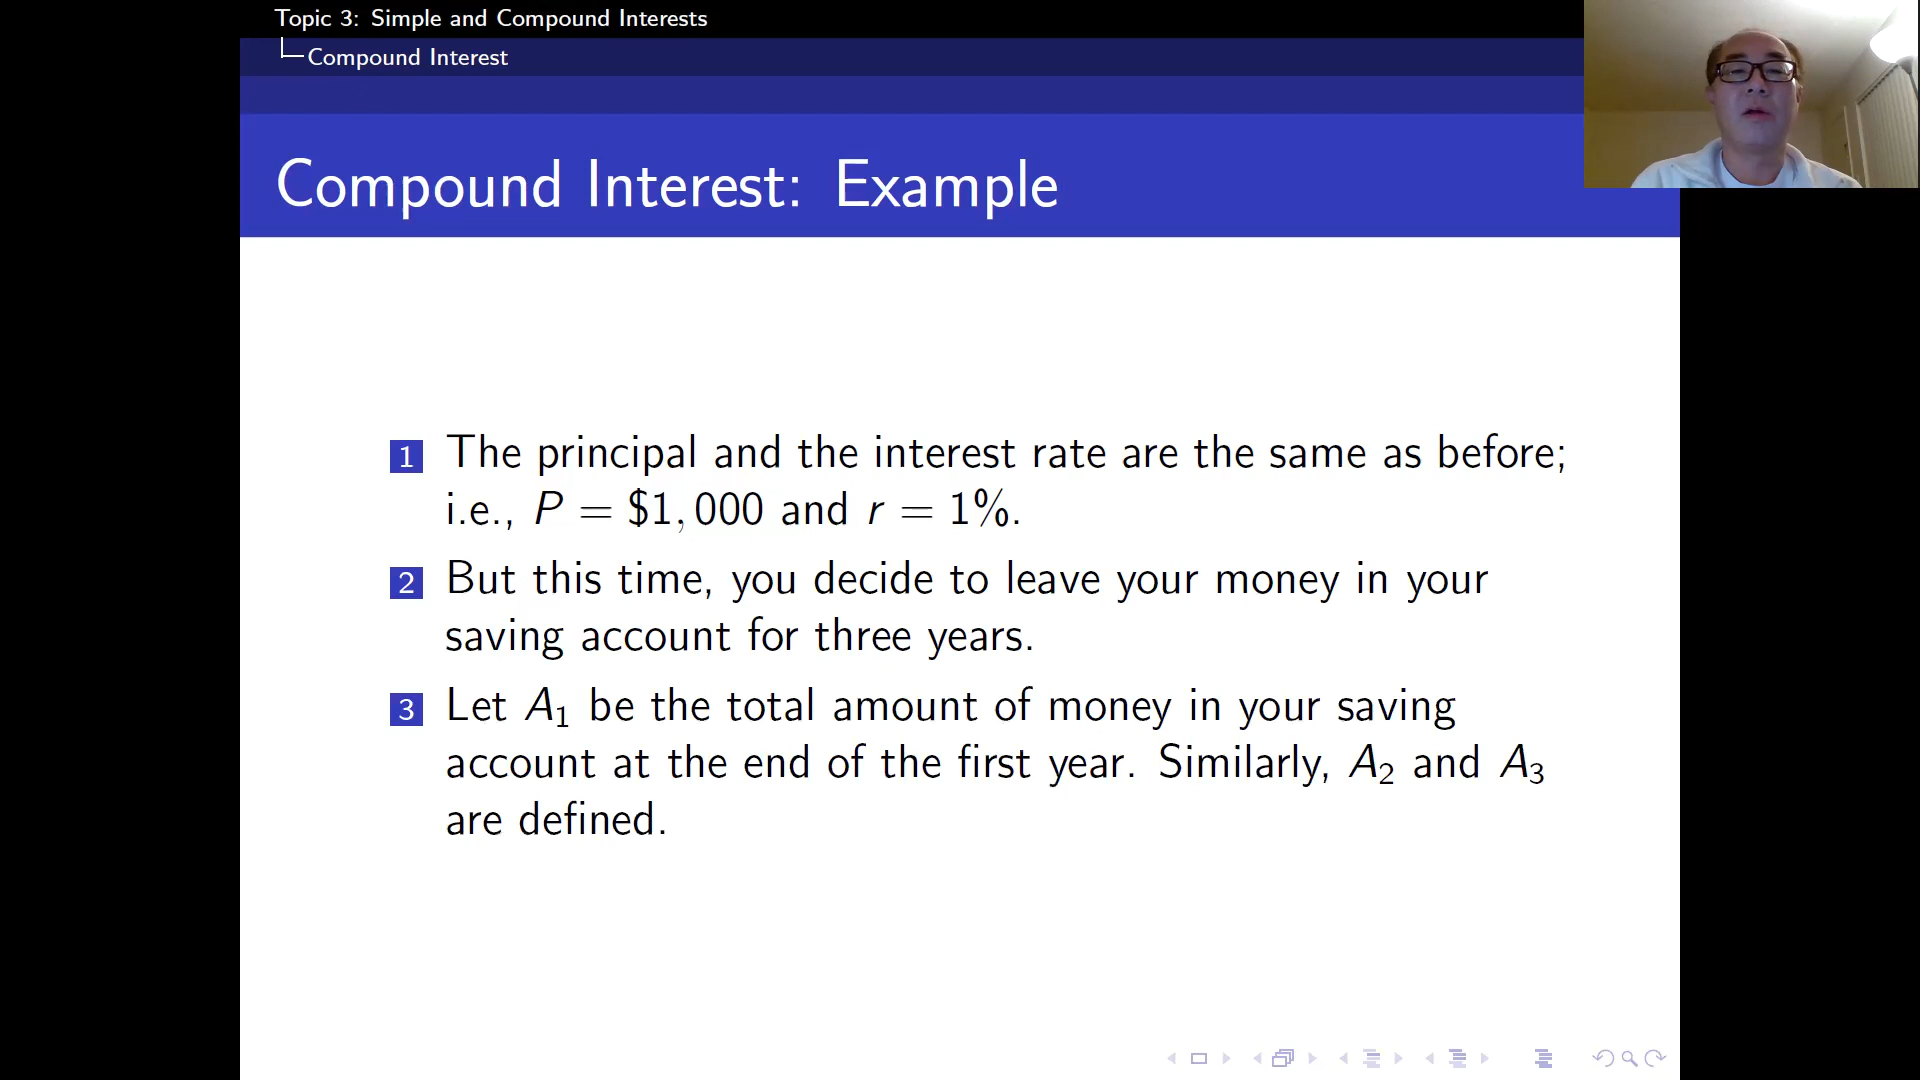 Topic 3: Simple and Compound Interests
Compound Interest
Compound Interest: Example
1 The principal and the interest rate are the same as before;
i.e., P = $1, 000 and r = 1%.
2 But this time, you decide to leave your money in your
saving account for three years.
3 Let A₁ be the total amount of money in your saving
account at the end of the first year. Similarly, A₂ and A₃
are defined.